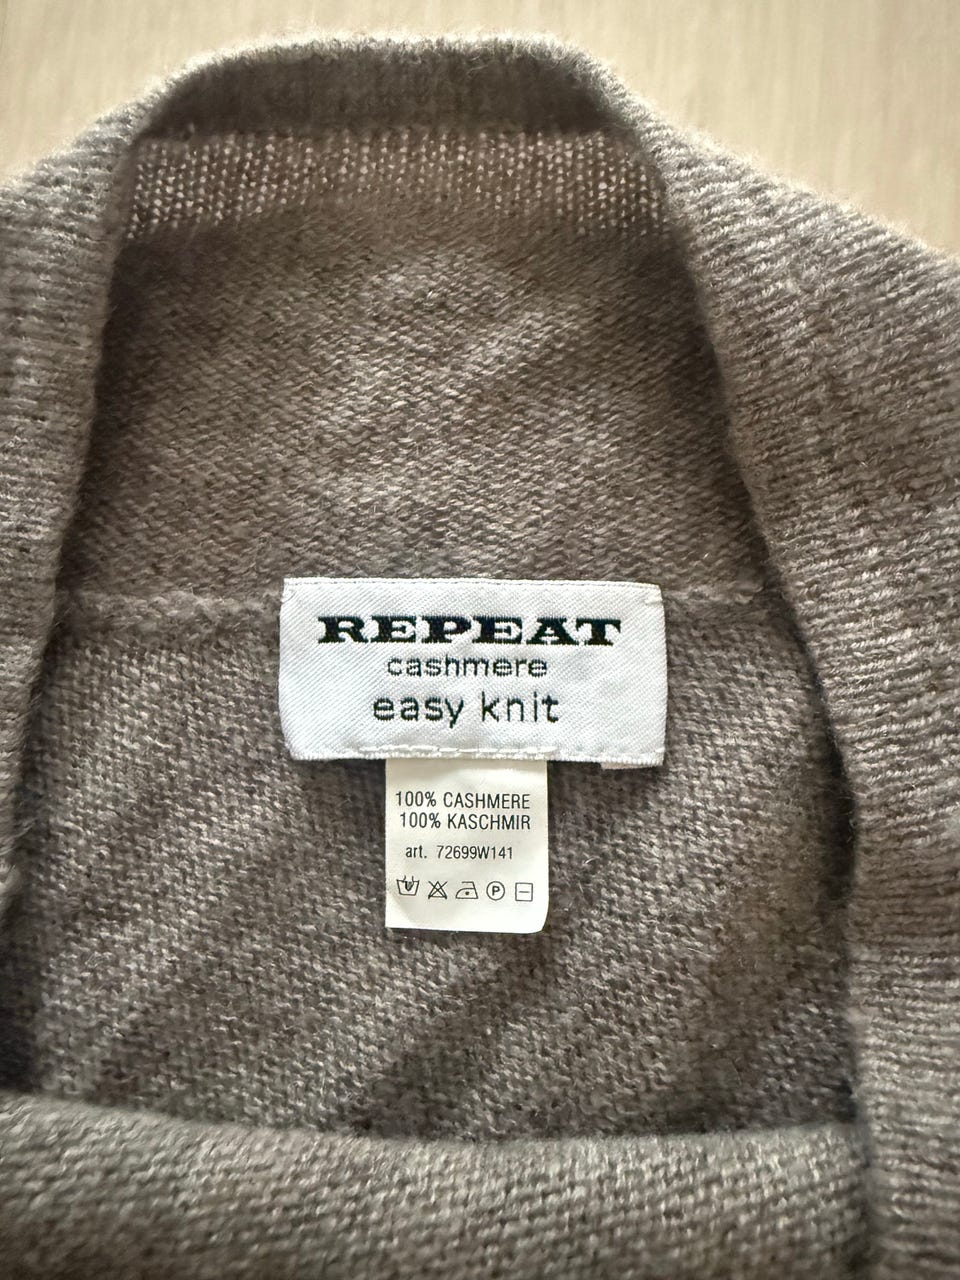 REPEAT
cashmere
easy knit
100% CASHMERE
100% KASCHMIR
art. 72699W141
P